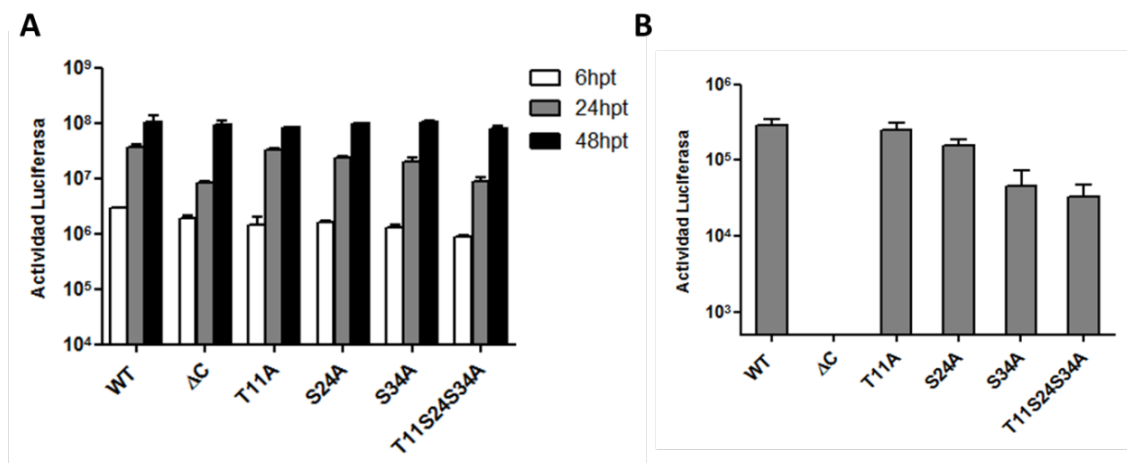 A
Actividad Luciferasa
10⁹
10⁸
10⁷
10⁶
10⁵
10⁴
WT
ΔC
T11A
S24A
S34A
T11S24S34A
6hpt
24hpt
48hpt
B
Actividad Luciferasa
10⁶
10⁵
10⁴
10³
WT
ΔC
T11A
S24A
S34A
T11S24S34A